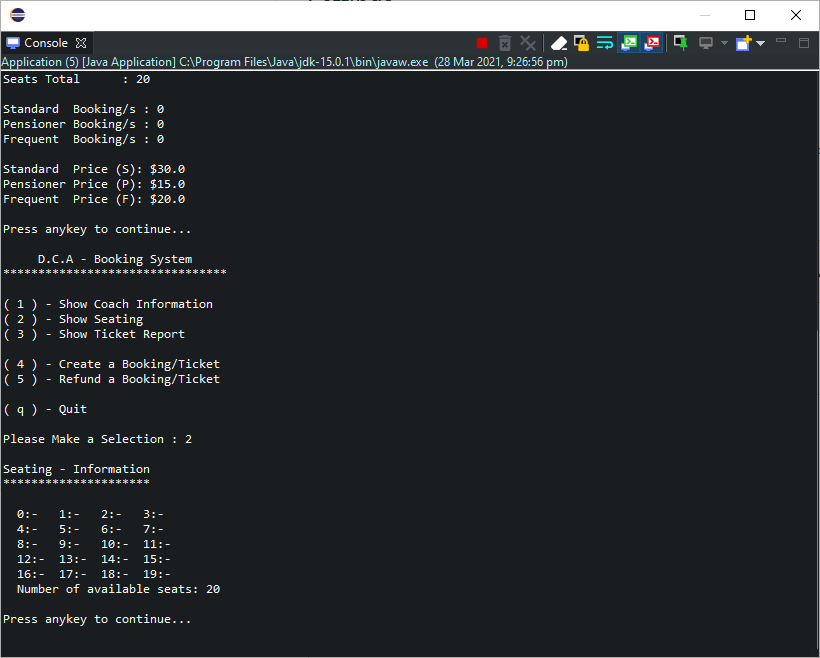 Console
Application (5) [Java Application] C:\Program Files\Java\jdk-15.0.1\bin\javaw.exe  (28 Mar 2021, 9:26:56 pm)
Seats Total      : 20
Standard  Booking/s : 0
Pensioner Booking/s : 0
Frequent  Booking/s : 0
Standard  Price (S): $30.0
Pensioner Price (P): $15.0
Frequent  Price (F): $20.0
Press anykey to continue...
     D.C.A - Booking System
********************************
( 1 ) - Show Coach Information
( 2 ) - Show Seating
( 3 ) - Show Ticket Report
( 4 ) - Create a Booking/Ticket
( 5 ) - Refund a Booking/Ticket
( q ) - Quit
Please Make a Selection : 2
Seating - Information
*********************
  0:-   1:-   2:-   3:-
  4:-   5:-   6:-   7:-
  8:-   9:-   10:-  11:-
  12:-  13:-  14:-  15:-
  16:-  17:-  18:-  19:-
  Number of available seats: 20
Press anykey to continue...